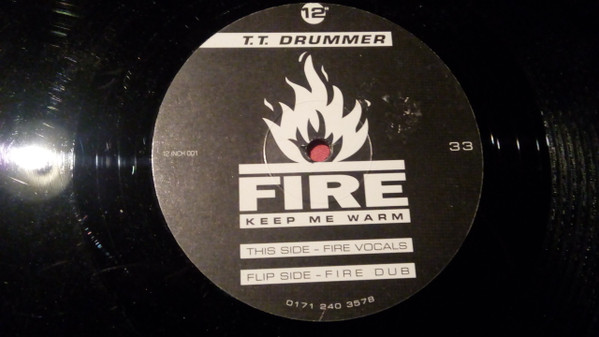 12"
T.T. DRUMMER
12 INCH 001
33
FIRE
KEEP ME WARM
THIS SIDE - FIRE VOCALS
FLIP SIDE - FIRE DUB
0171 240 3578